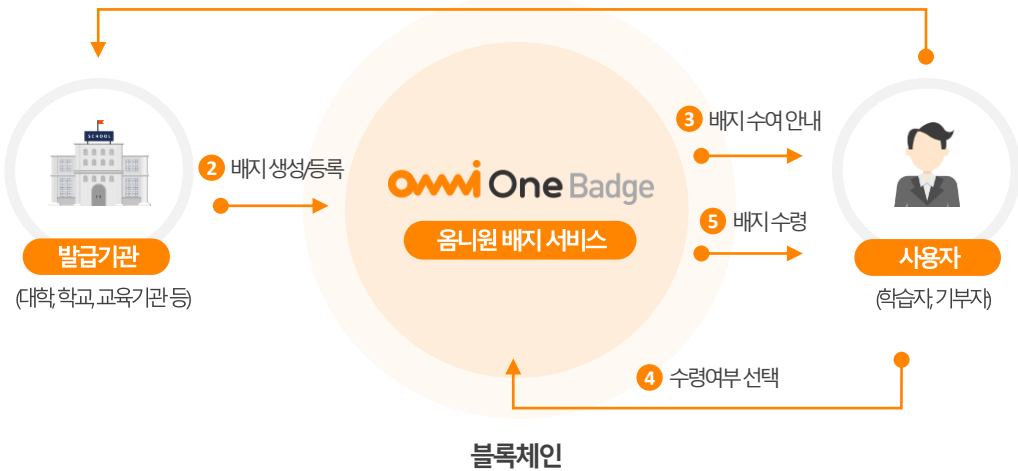 SCHOOL
3 배지 수여 안내
2 배지 생성/등록
omni One Badge
5 배지 수령
옴니원 배지 서비스
발급기관
사용자
(대학, 학교, 교육기관 등)
(학습자, 기부자)
4 수령여부 선택
블록체인